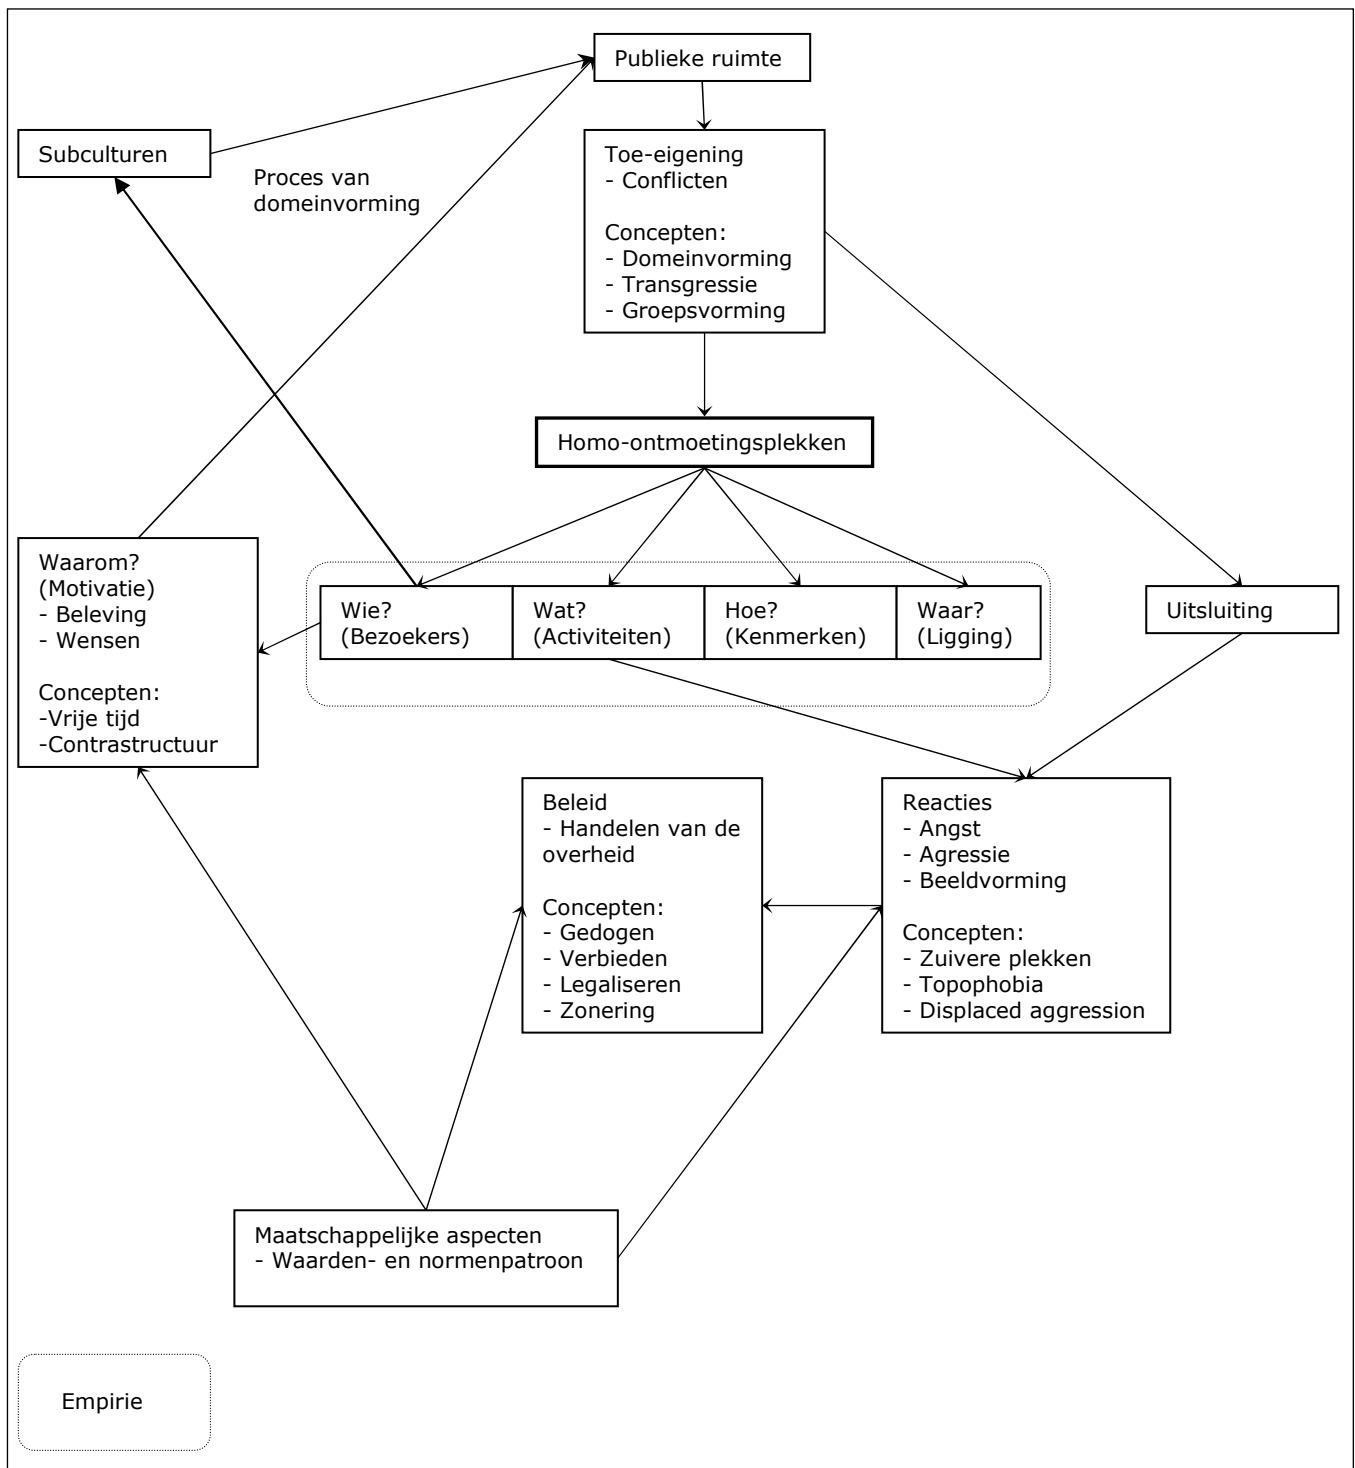 Publieke ruimte
Subculturen
Proces van
domeinvorming
Toe-eigening
- Conflicten
Concepten:
- Domeinvorming
- Transgressie
- Groepsvorming
Homo-ontmoetingsplekken
Waarom?
(Motivatie)
- Beleving
- Wensen
Concepten:
-Vrije tijd
-Contrastructuur
Wie?
(Bezoekers)
Wat?
(Activiteiten)
Hoe?
(Kenmerken)
Waar?
(Ligging)
Uitsluiting
Beleid
- Handelen van de
overheid
Concepten:
- Gedogen
- Verbieden
- Legaliseren
- Zonering
Reacties
- Angst
- Agressie
- Beeldvorming
Concepten:
- Zuivere plekken
- Topophobia
- Displaced aggression
Maatschappelijke aspecten
- Waarden- en normenpatroon
Empirie